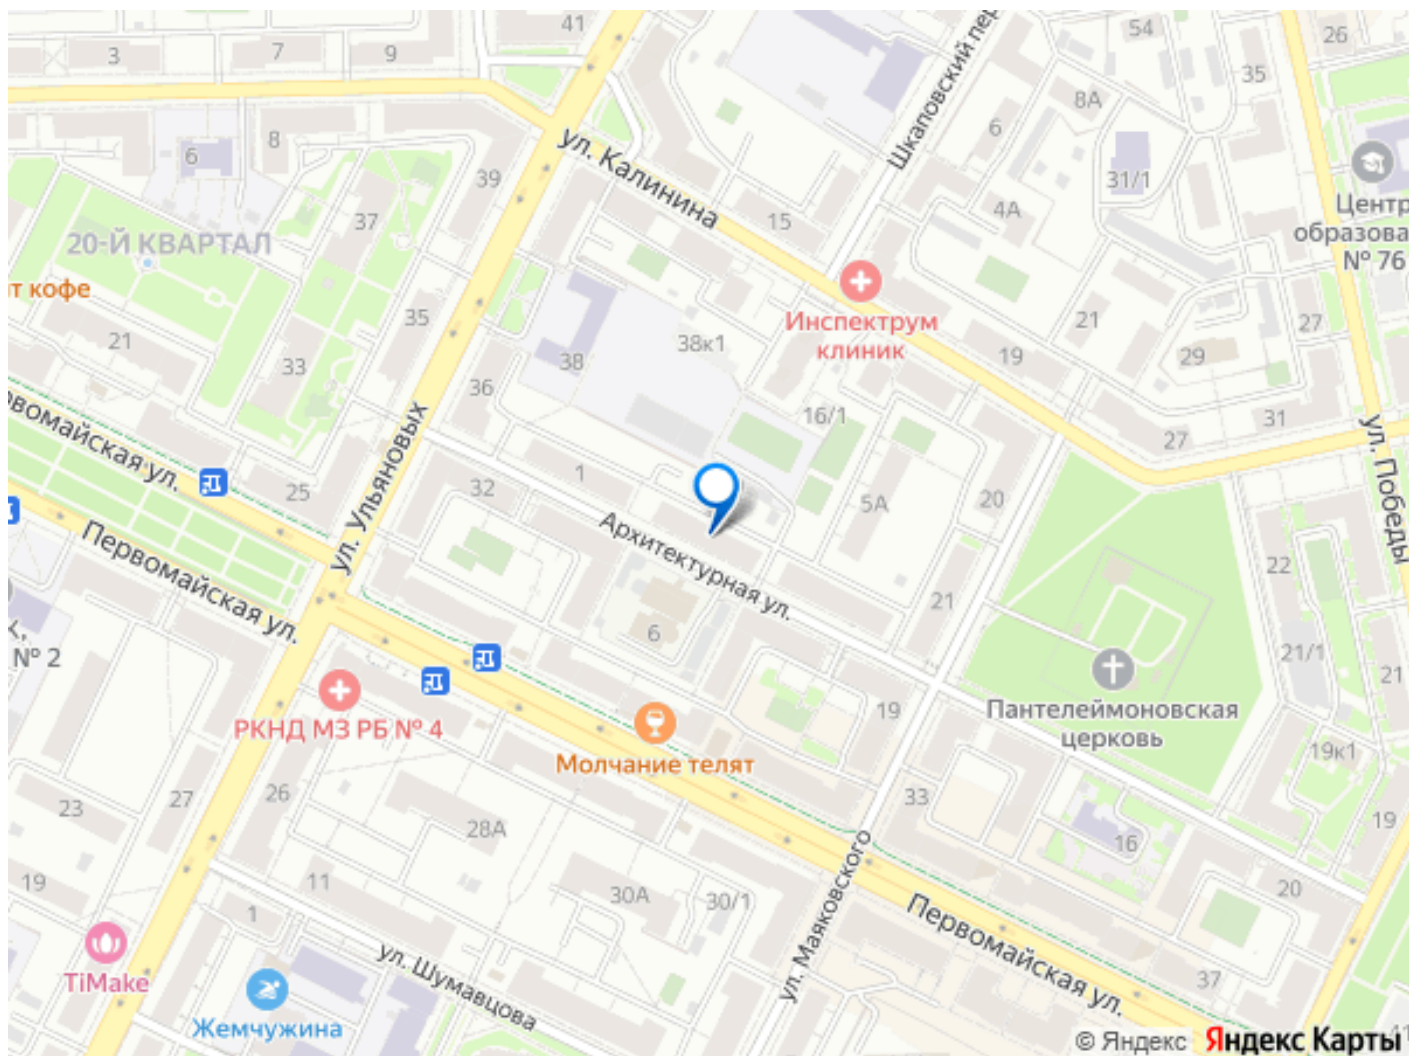 41
54
26
7
3
9
35
8А
8
6
6
ул. Калинина
Шкаповский пер
39
31/1
37
15
4А
Центр
образова
№ 76
20-Й КВАРТАЛ
т кофе
35
21
33
38к1
38
Инспектрум
клиник
21
27
19
29
36
16/1
31
27
ул. Победы
вомайская ул.
ул. Ульяновых
25
32
1
5А
20
Архитектурная ул.
Первомайская ул.
22
21
6
21/1
21
№ 2
РКНД МЗ РБ № 4
Пантелеймоновская
церковь
19
Молчание телят
19к1
23
27
26
33
28А
16
19
19
11
30А
30/1
20
1
ул. Маяковского
Первомайская ул.
TiMake
ул. Шумавцова
37
Жемчужина
© Яндекс Яндекс Карты
41